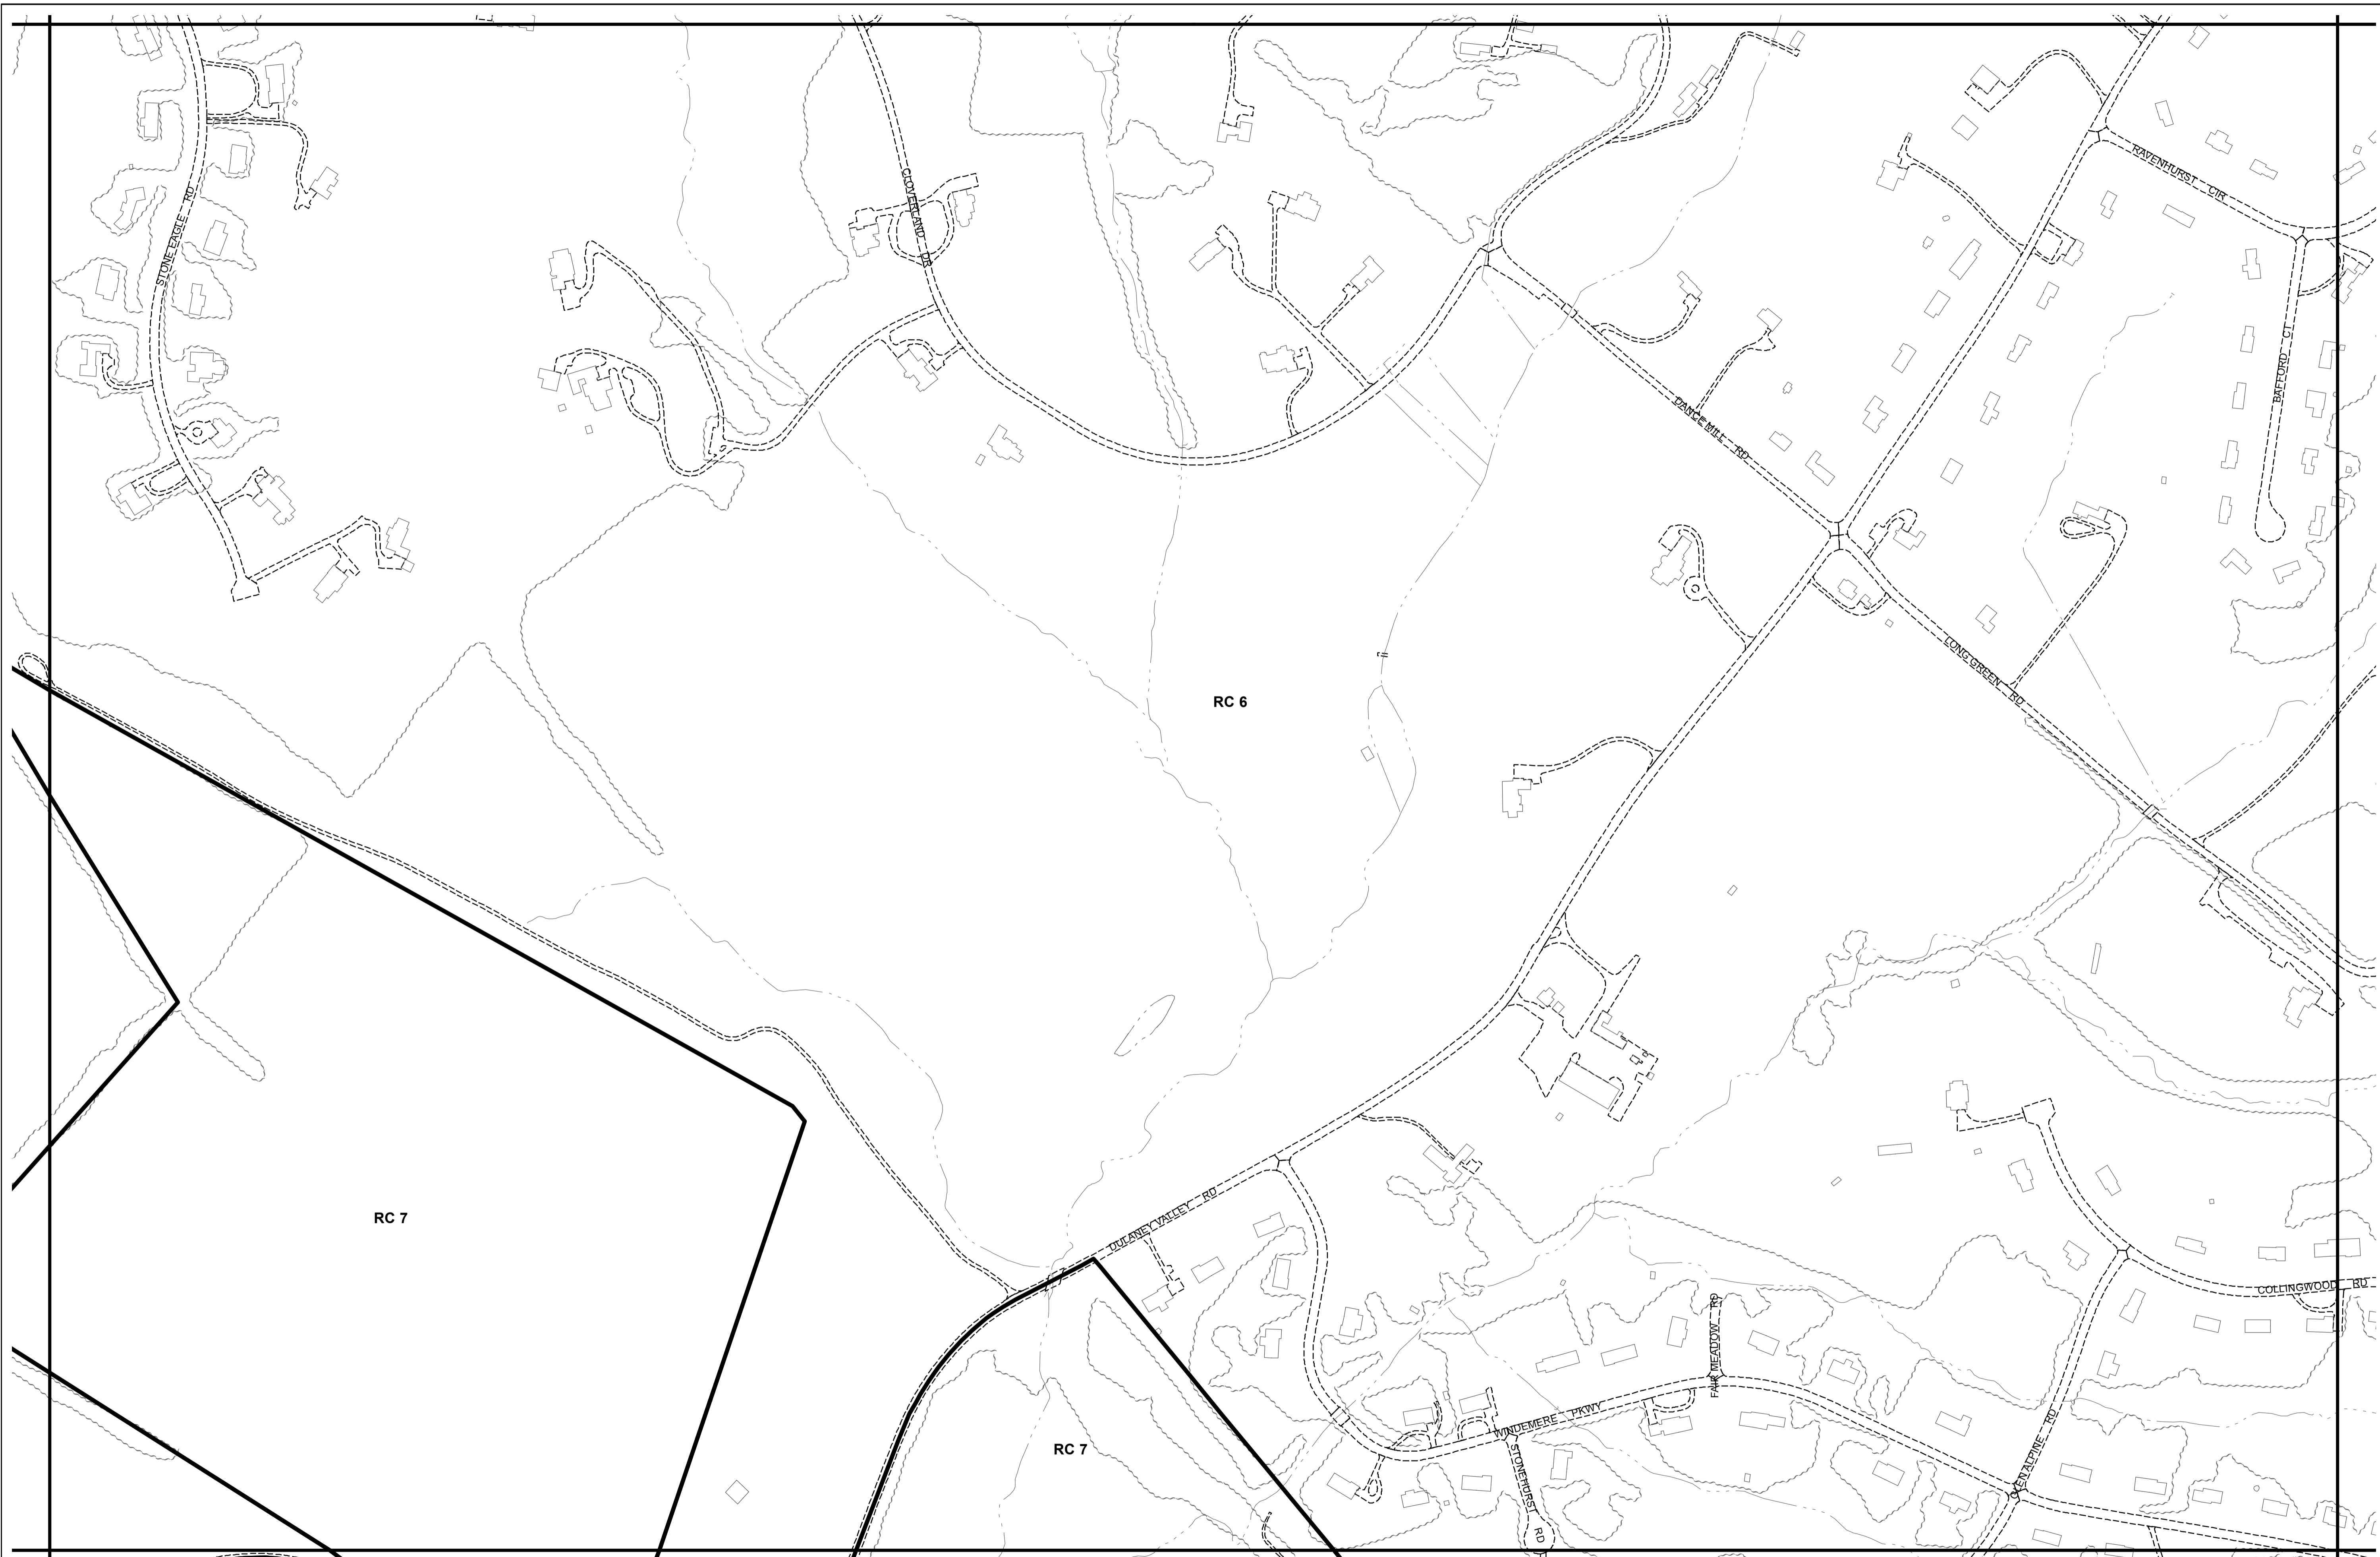 RAVENHURST CIR
CLOVERLAND DR
STONE EAGLE RD
BAFFORD CT
DANCE MILL RD
LONG GREEN RD
RC 6
RC 7
DULANEY VALLEY RD
COLLINGWOOD RD
FAIR MEADOW RD
WINDEMERE PKWY
RC 7
STONEHURST RD
GLEN ALPINE RD